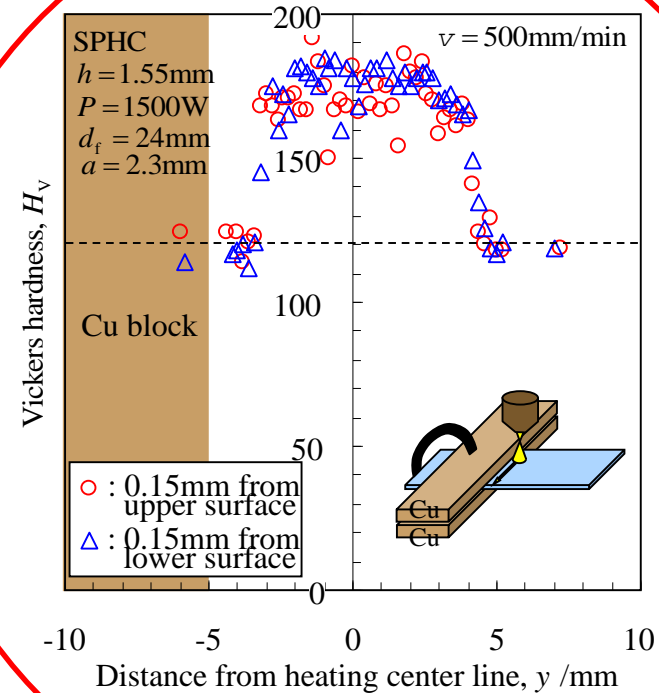 200
SPHC
v = 500mm/min
h = 1.55mm
P = 1500W
d_f = 24mm
a = 2.3mm
150
Vickers hardness, H_V
100
Cu block
50
○ : 0.15mm from
upper surface
△ : 0.15mm from
lower surface
Cu
Cu
0
-10 -5 0 5 10
Distance from heating center line, y /mm